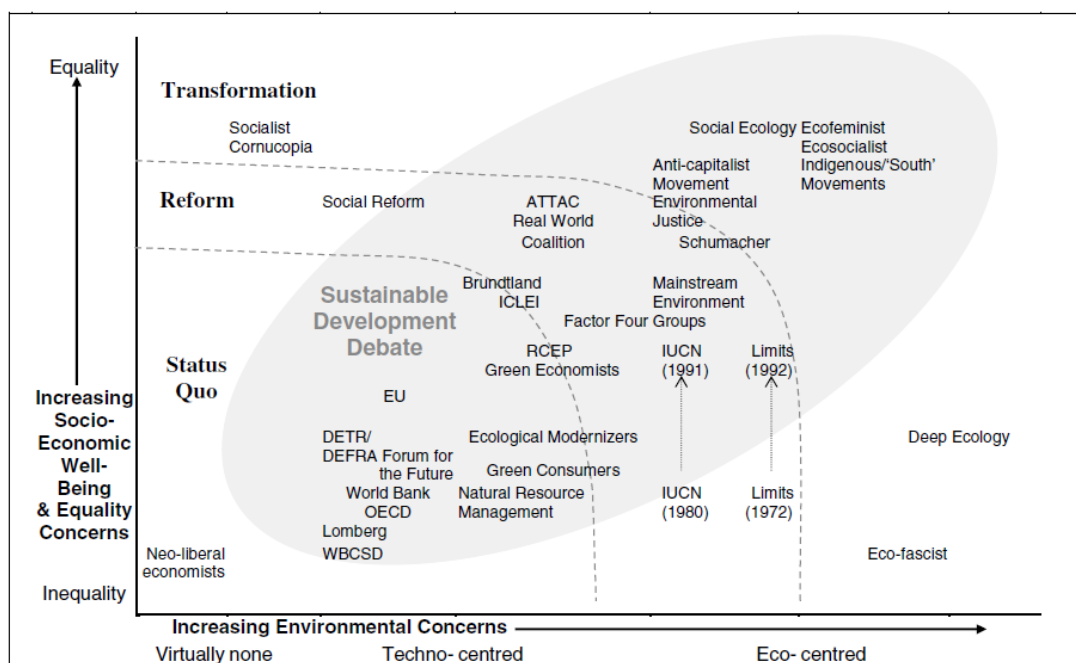 Equality
Transformation
Socialist
Cornucopia
Social Ecology Ecofeminist
Ecosocialist
Indigenous/‘South’
Movements
Anti-capitalist
Movement
Environmental
Justice
Reform
Social Reform
ATTAC
Real World
Coalition
Schumacher
Brundtland
ICLEI
Mainstream
Environment
Sustainable
Development
Debate
Factor Four Groups
Status
Quo
RCEP
Green Economists
IUCN
(1991)
Limits
(1992)
EU
Increasing
Socio-
Economic
Well-
Being
& Equality
Concerns
DETR/
DEFRA Forum for
the Future
Ecological Modernizers
Green Consumers
Deep Ecology
World Bank
OECD
Natural Resource
Management
IUCN
(1980)
Limits
(1972)
Lomberg
WBCSD
Neo-liberal
economists
Eco-fascist
Inequality
Increasing Environmental Concerns
Virtually none
Techno- centred
Eco- centred